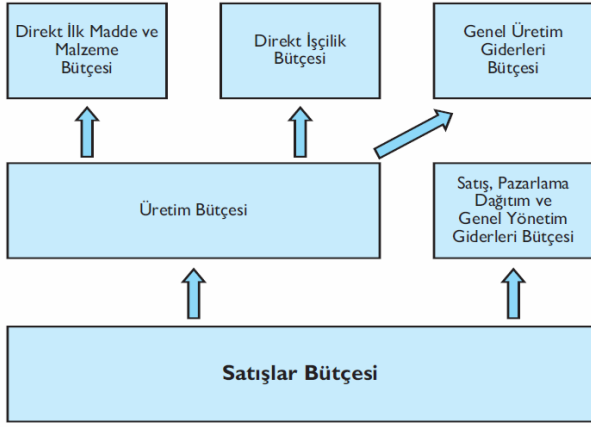 Direkt İlk Madde ve
Malzeme
Bütçesi
Direkt İşçilik
Bütçesi
Genel Üretim
Giderleri
Bütçesi
Üretim Bütçesi
Satış, Pazarlama
Dağıtım ve
Genel Yönetim
Giderleri Bütçesi
Satışlar Bütçesi